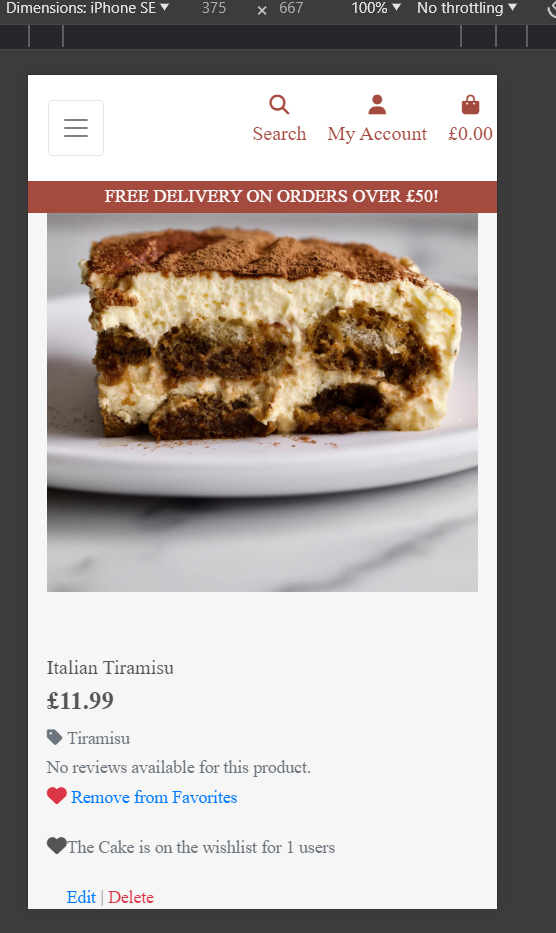 Dimensions: iPhone SE ▼ 375 × 667 100% ▼ No throttling ▼
Search My Account £0.00
FREE DELIVERY ON ORDERS OVER £50!
Italian Tiramisu
£11.99
Tiramisu
No reviews available for this product.
Remove from Favorites
The Cake is on the wishlist for 1 users
Edit | Delete